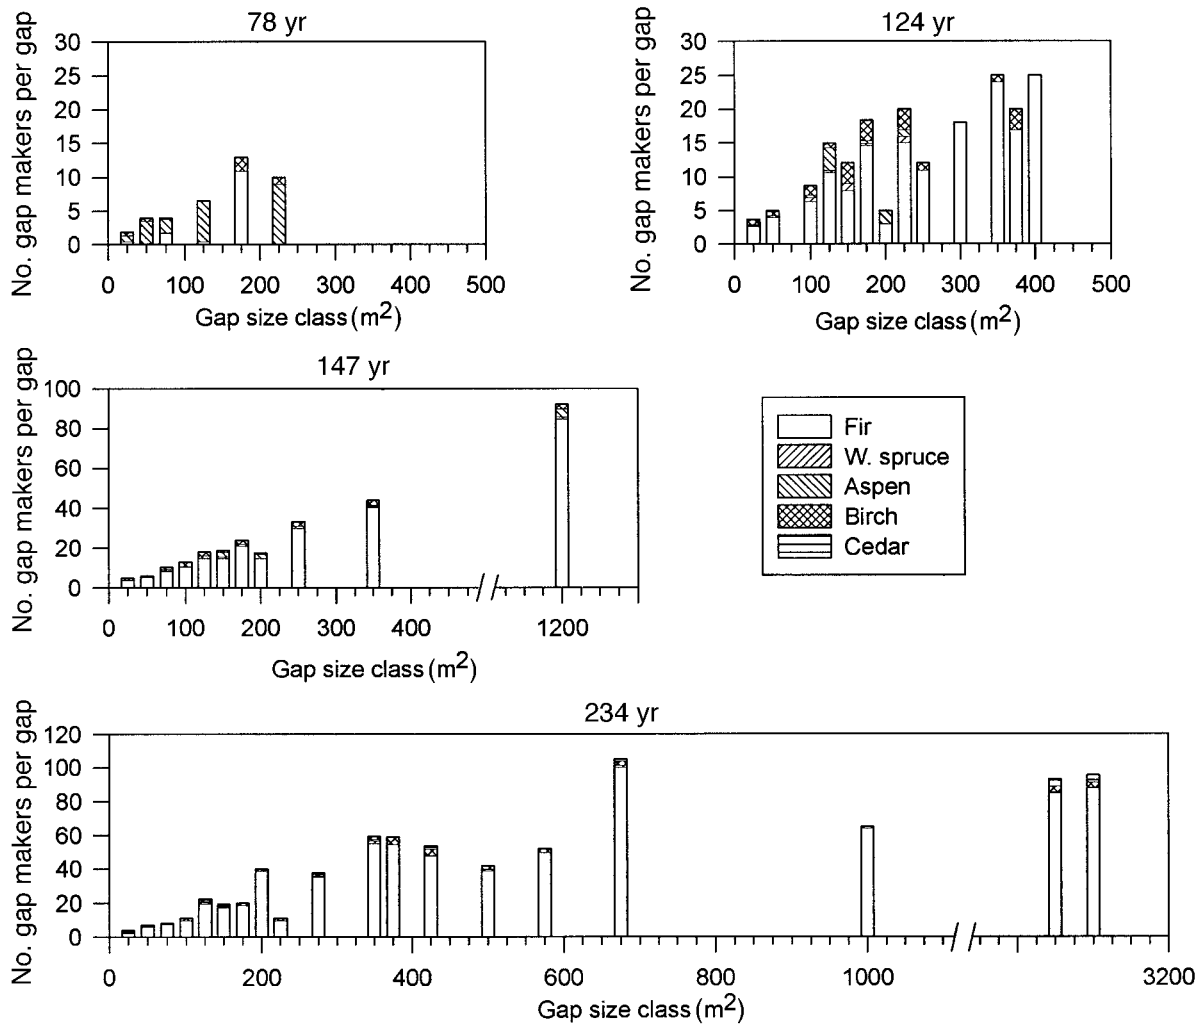 78 yr
No. gap makers per gap
30
25
20
15
10
5
0
0 100 200 300 400 500
Gap size class (m2)
124 yr
No. gap makers per gap
30
25
20
15
10
5
0
0 100 200 300 400 500
Gap size class (m2)
147 yr
No. gap makers per gap
100
80
60
40
20
0
0 100 200 300 400 1200
Gap size class (m2)
Fir
W. spruce
Aspen
Birch
Cedar
234 yr
No. gap makers per gap
120
100
80
60
40
20
0
0 200 400 600 800 1000 3200
Gap size class (m2)